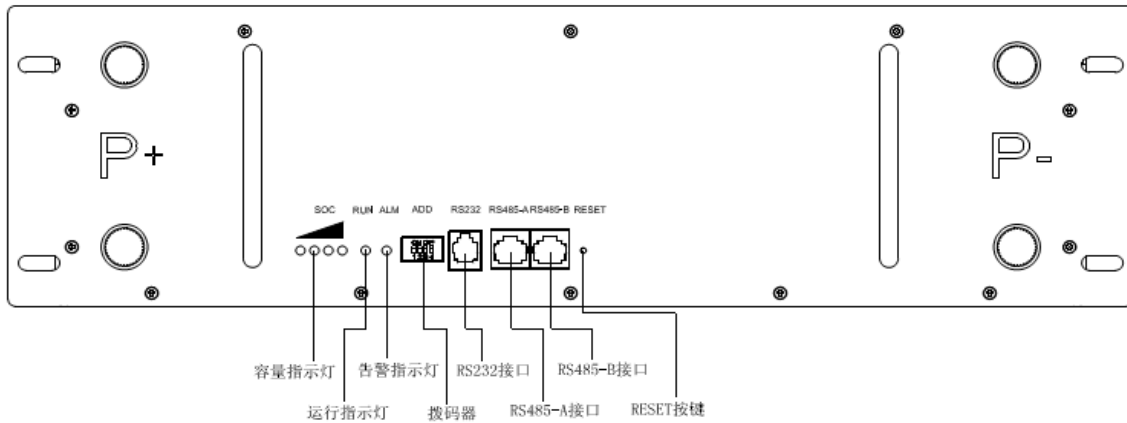 P+
P-
SOC RUN ALM ADD RS232 RS485-A RS485-B RESET
容量指示灯 告警指示灯 RS232接口 RS485-B接口
运行指示灯 拨码器 RS485-A接口 RESET按键